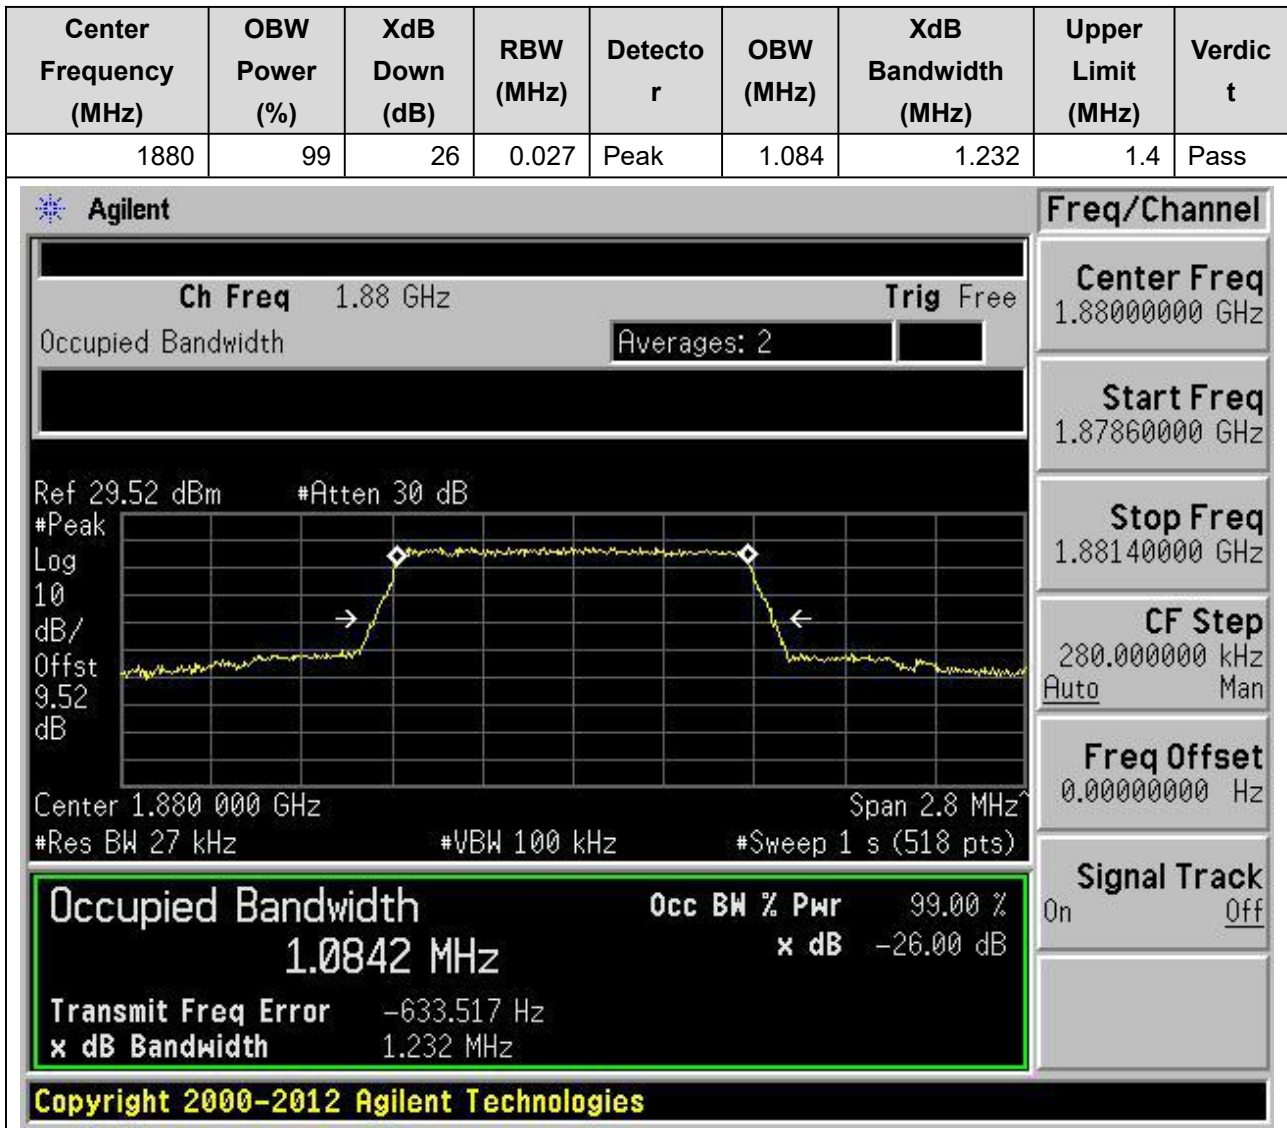 Center Frequency (MHz) OBW Power (%) XdB Down (dB) RBW (MHz) Detecto r OBW (MHz) XdB Bandwidth (MHz) Upper Limit (MHz) Verdic t
1880 99 26 0.027 Peak 1.084 1.232 1.4 Pass
Agilent
Freq/Channel
Ch Freq 1.88 GHz Trig Free
Occupied Bandwidth Averages: 2
Center Freq
1.88000000 GHz
Start Freq
1.87860000 GHz
Stop Freq
1.88140000 GHz
CF Step
280.000000 kHz
Auto Man
Freq Offset
0.00000000 Hz
Signal Track
On Off
Ref 29.52 dBm #Atten 30 dB
#Peak
Log
10
dB/
Offst
9.52
dB
Center 1.880 000 GHz Span 2.8 MHz^
#Res BW 27 kHz #VBW 100 kHz #Sweep 1 s (518 pts)
Occupied Bandwidth Occ BW % Pwr 99.00 %
1.0842 MHz x dB -26.00 dB
Transmit Freq Error -633.517 Hz
x dB Bandwidth 1.232 MHz
Copyright 2000-2012 Agilent Technologies